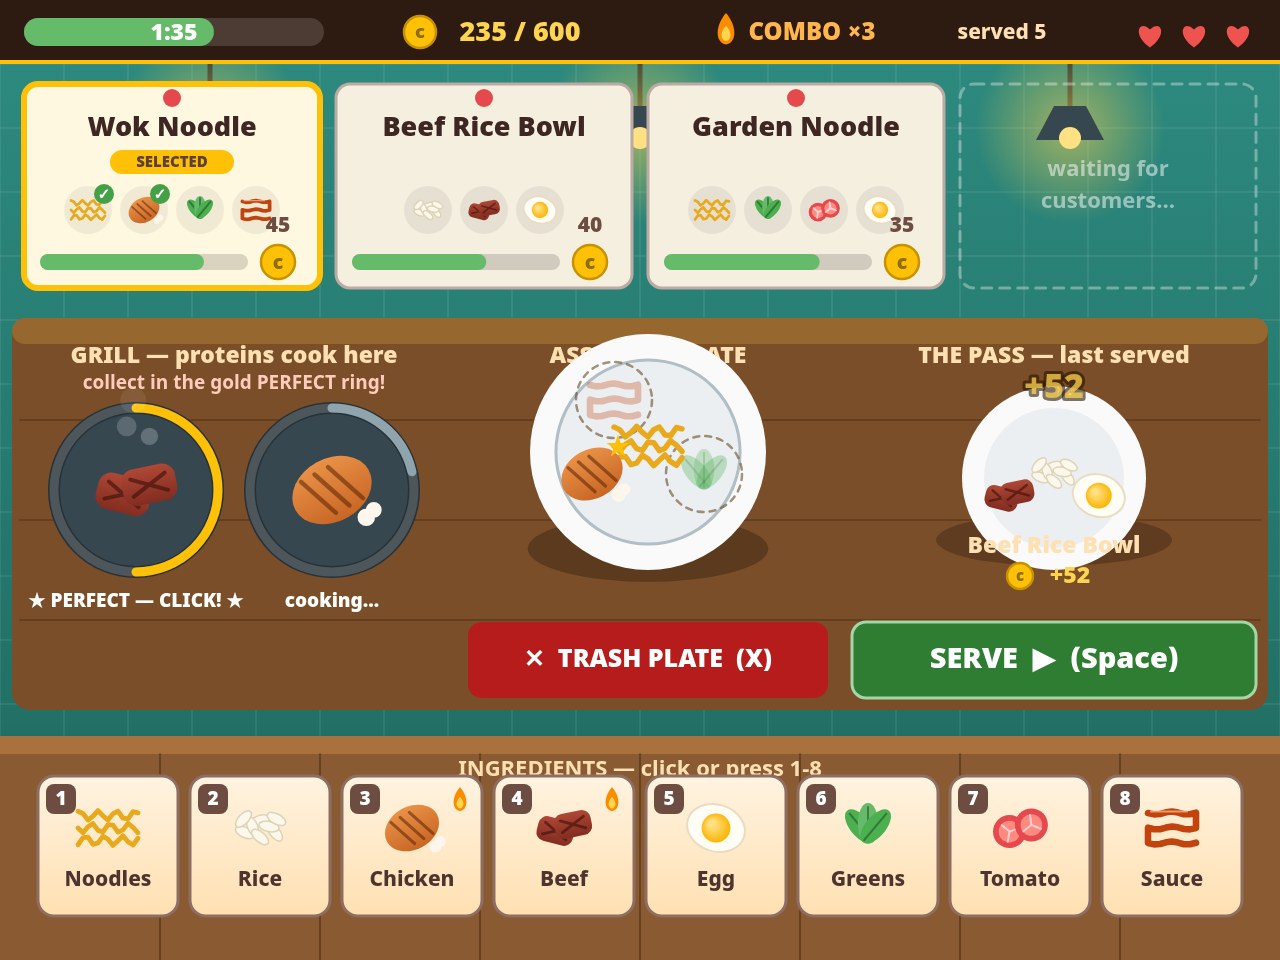 1:35
c 235 / 600
COMBO ×3
served 5
Wok Noodle
SELECTED
45
c
Beef Rice Bowl
40
c
Garden Noodle
35
c
waiting for
customers...
GRILL — proteins cook here
collect in the gold PERFECT ring!
★ PERFECT — CLICK! ★
cooking...
THE PASS — last served
+52
Beef Rice Bowl
c +52
✕ TRASH PLATE (X)
SERVE ▶ (Space)
INGREDIENTS — click or press 1-8
1
Noodles
2
Rice
3
Chicken
4
Beef
5
Egg
6
Greens
7
Tomato
8
Sauce